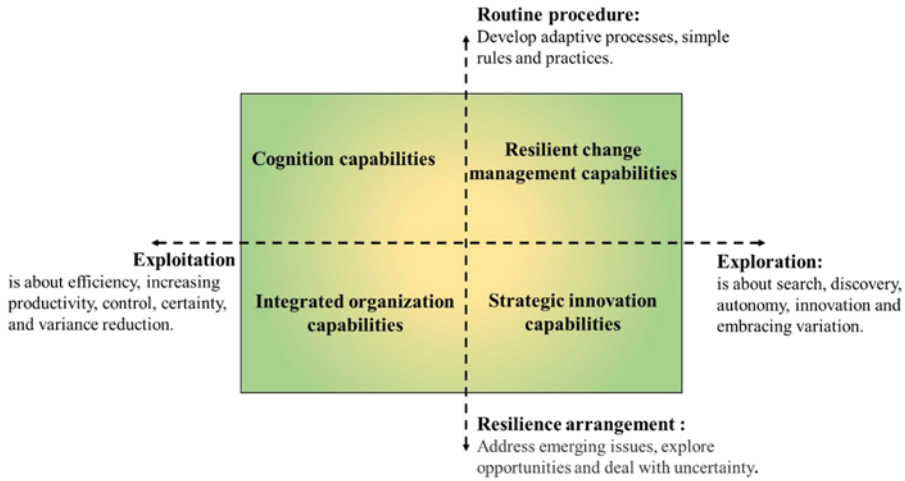 Routine procedure:
Develop adaptive processes, simple
rules and practices.
Cognition capabilities
Resilient change
management capabilities
Exploitation
is about efficiency, increasing
productivity, control, certainty,
and variance reduction.
Exploration:
is about search, discovery,
autonomy, innovation and
embracing variation.
Integrated organization
capabilities
Strategic innovation
capabilities
Resilience arrangement :
Address emerging issues, explore
opportunities and deal with uncertainty.